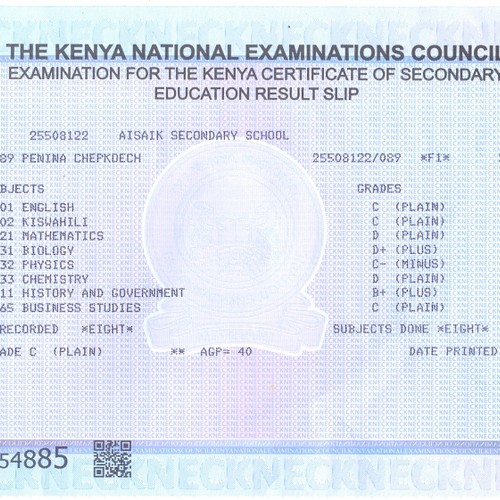 THE KENYA NATIONAL EXAMINATIONS COUNCIL
EXAMINATION FOR THE KENYA CERTIFICATE OF SECONDARY
EDUCATION RESULT SLIP
25508122 AISAIK SECONDARY SCHOOL
89 PENINA CHEPKOECH 25508122/089 *F1*
BJECTS GRADES
01 ENGLISH C (PLAIN)
02 KISWAHILI C (PLAIN)
21 MATHEMATICS D (PLAIN)
31 BIOLOGY D+ (PLUS)
32 PHYSICS C- (MINUS)
33 CHEMISTRY D (PLAIN)
11 HISTORY AND GOVERNMENT B+ (PLUS)
65 BUSINESS STUDIES C (PLAIN)
RECORDED *EIGHT* SUBJECTS DONE *EIGHT*
ADE C (PLAIN) ** AGP= 40 DATE PRINTED
54885